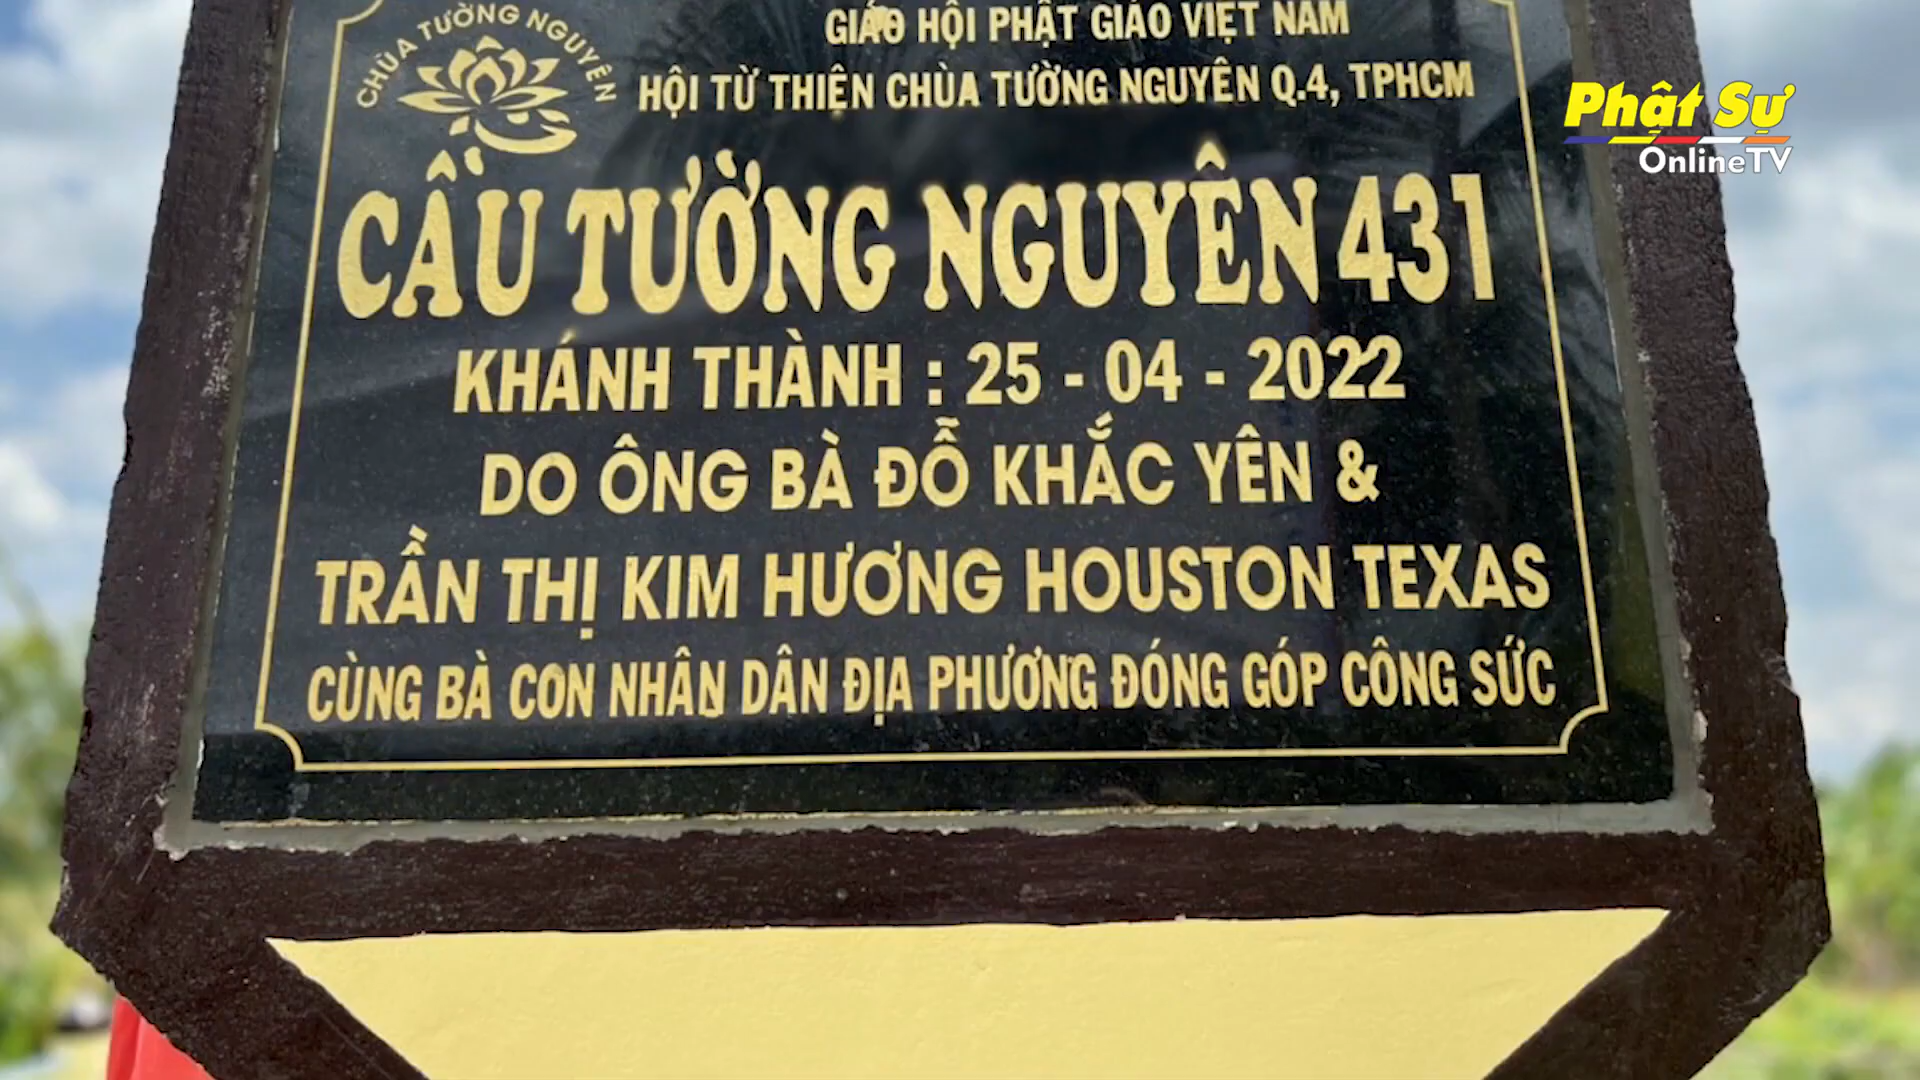 CHÙA TƯỜNG NGUYÊN
GIÁO HỘI PHẬT GIÁO VIỆT NAM
HỘI TỪ THIỆN CHÙA TƯỜNG NGUYÊN Q.4, TPHCM
CẦU TƯỜNG NGUYÊN 431
KHÁNH THÀNH : 25 - 04 - 2022
DO ÔNG BÀ ĐỖ KHẮC YÊN &
TRẦN THỊ KIM HƯƠNG HOUSTON TEXAS
CÙNG BÀ CON NHÂN DÂN ĐỊA PHƯƠNG ĐÓNG GÓP CÔNG SỨC
Phật Sự
OnlineTV